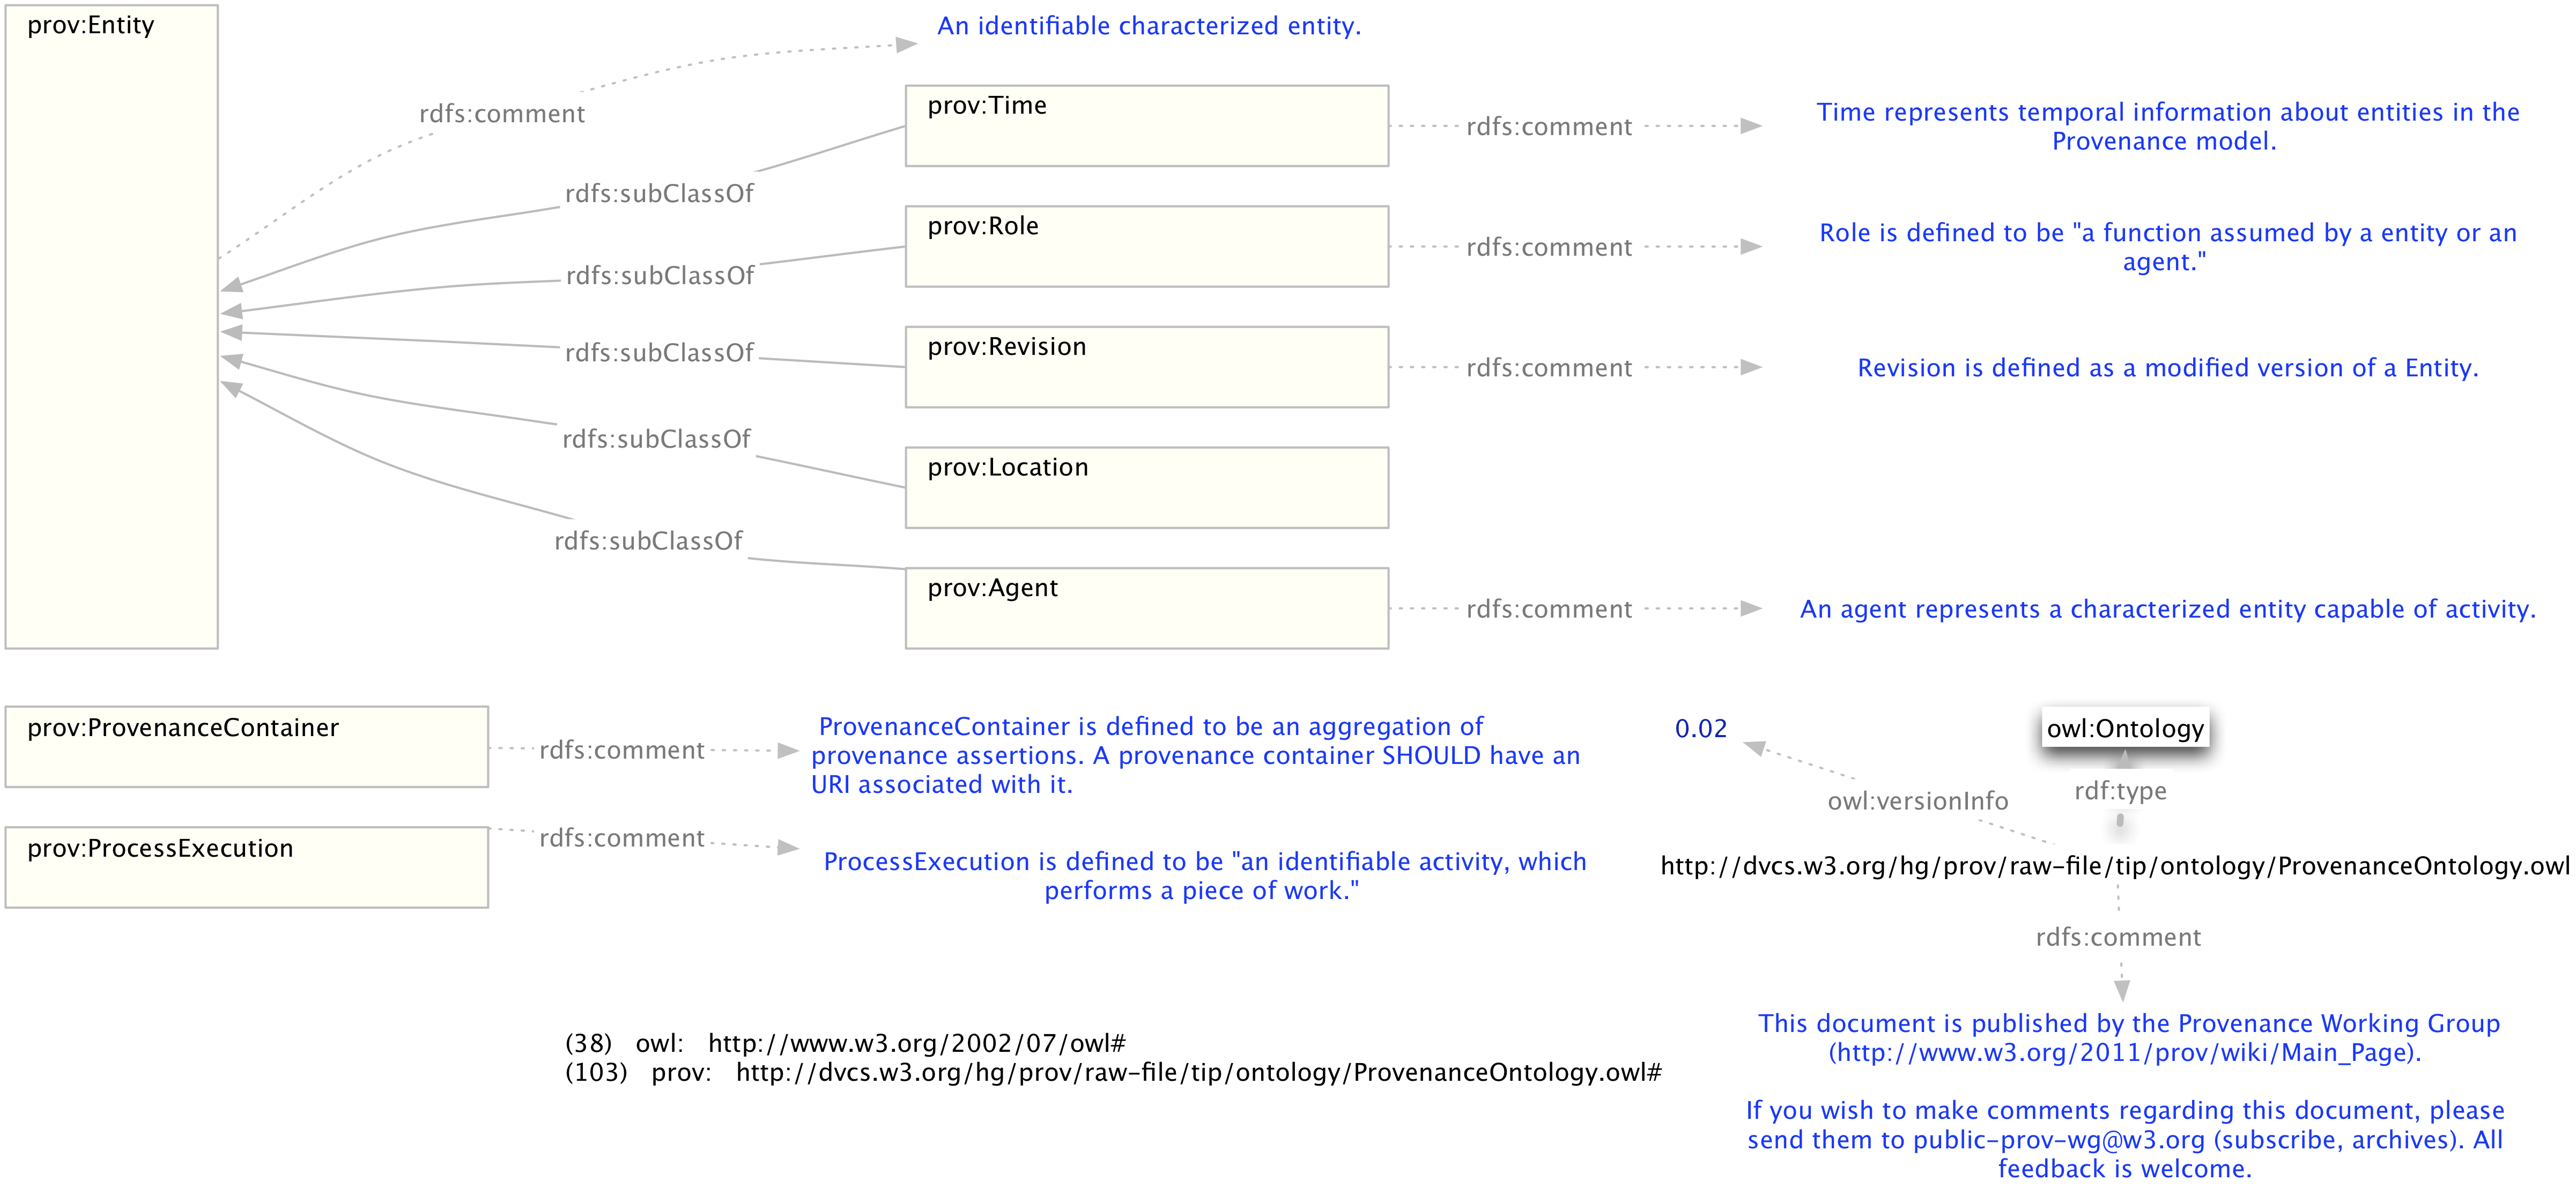 prov:Entity
An identifiable characterized entity.
rdfs:comment
prov:Time
rdfs:comment
Time represents temporal information about entities in the
Provenance model.
rdfs:subClassOf
prov:Role
rdfs:comment
Role is defined to be "a function assumed by a entity or an
agent."
rdfs:subClassOf
prov:Revision
rdfs:comment
Revision is defined as a modified version of a Entity.
rdfs:subClassOf
prov:Location
rdfs:subClassOf
prov:Agent
rdfs:comment
An agent represents a characterized entity capable of activity.
rdfs:subClassOf
prov:ProvenanceContainer
rdfs:comment
ProvenanceContainer is defined to be an aggregation of
provenance assertions. A provenance container SHOULD have an
URI associated with it.
prov:ProcessExecution
rdfs:comment
ProcessExecution is defined to be "an identifiable activity, which
performs a piece of work."
0.02
owl:Ontology
owl:versionInfo
rdf:type
http://dvcs.w3.org/hg/prov/raw-file/tip/ontology/ProvenanceOntology.owl
rdfs:comment
This document is published by the Provenance Working Group
(http://www.w3.org/2011/prov/wiki/Main_Page).
If you wish to make comments regarding this document, please
send them to public-prov-wg@w3.org (subscribe, archives). All
feedback is welcome.
(38) owl: http://www.w3.org/2002/07/owl#
(103) prov: http://dvcs.w3.org/hg/prov/raw-file/tip/ontology/ProvenanceOntology.owl#